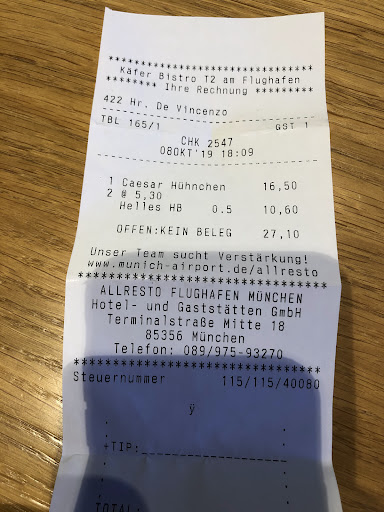 ********************************
Käfer Bistro T2 am Flughafen
******** Ihre Rechnung *********
422 Hr. De Vincenzo
TBL 165/1 GST 1
CHK 2547
08OKT'19 18:09
1 Caesar Hühnchen 16,50
2 @ 5,30
Helles HB 0.5 10,60
OFFEN:KEIN BELEG 27,10
Unser Team sucht Verstärkung!
www.munich-airport.de/allresto
********************************
ALLRESTO FLUGHAFEN MÜNCHEN
Hotel- und Gaststätten GmbH
Terminalstraße Mitte 18
85356 München
Telefon: 089/975-93270
********************************
Steuernummer 115/115/40080
+TIP:____________________
TOTAL: